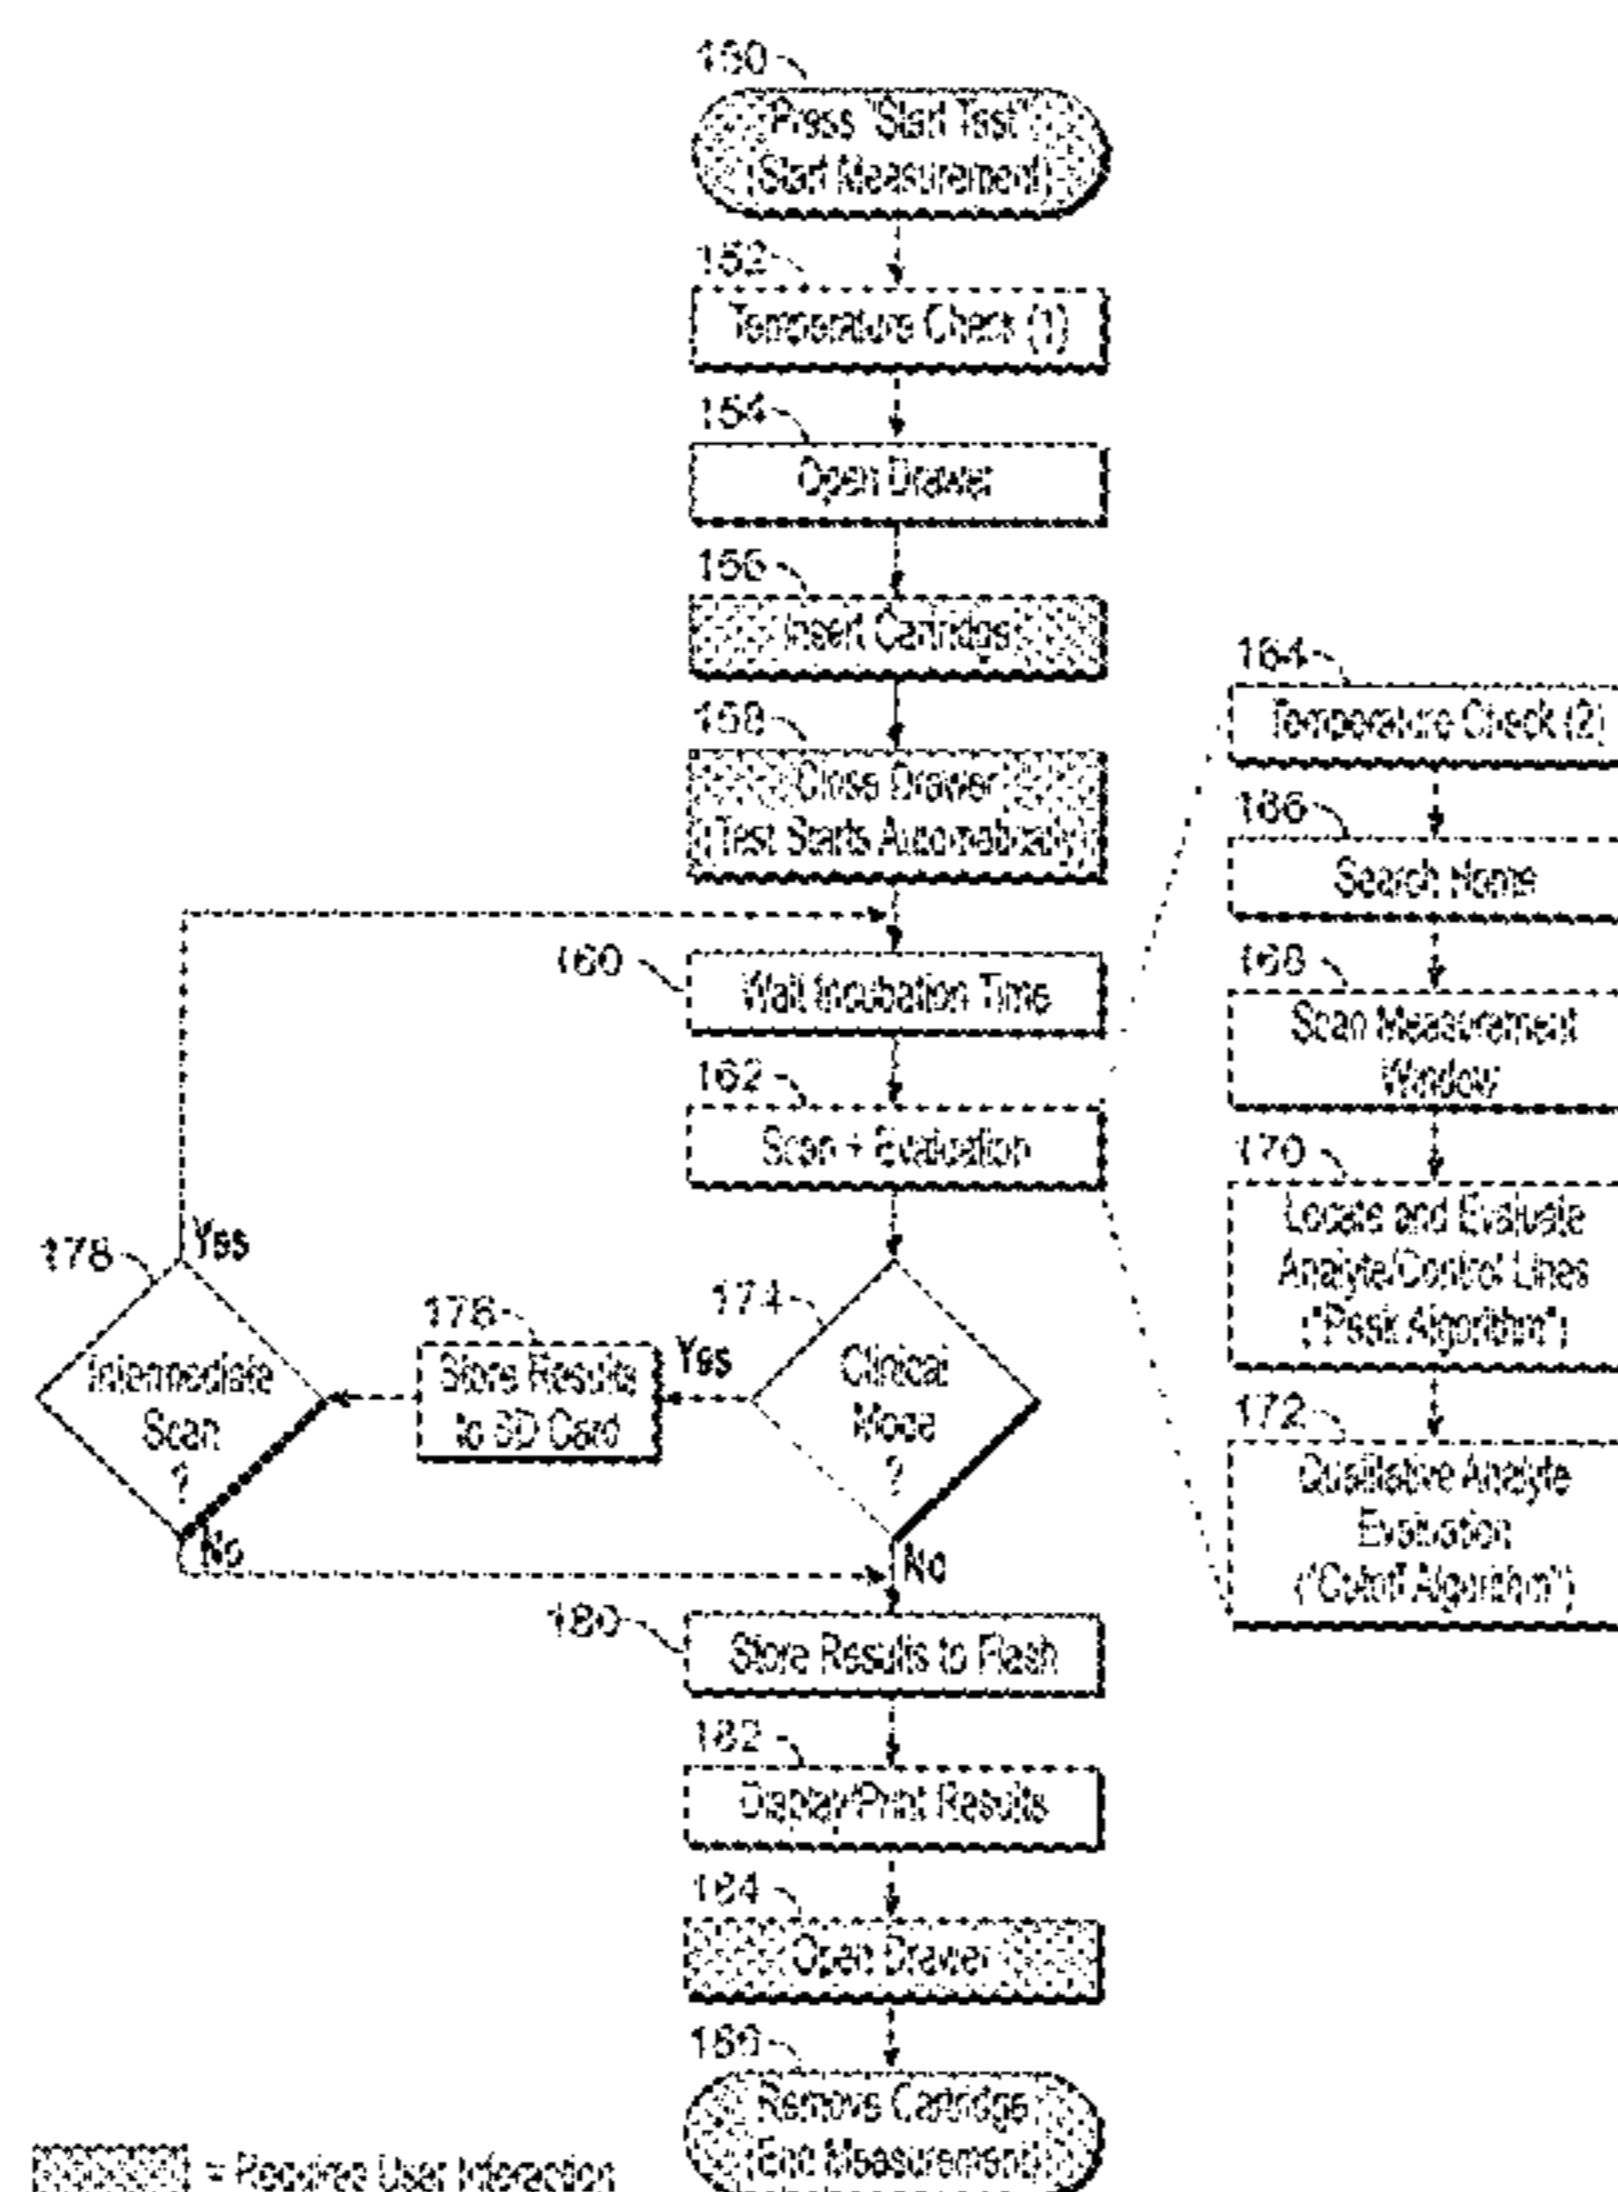 150
Press "Start Test"
(Start Measurement)
152
Temperature Check (1)
154
Open Drawer
156
Insert Cartridge
158
Close Drawer
(Test Starts Automatically)
160
Wait Incubation Time
162
Scan + Evaluation
164
Temperature Check (2)
166
Search Home
168
Scan Measurement
Window
170
Locate and Evaluate
Analyte/Control Lines
("Peak Algorithm")
172
Qualitative Analyte
Evaluation
("Cutoff Algorithm")
174
Clinical
Mode
?
Yes
No
176
Store Results
to SD Card
178
Intermediate
Scan
?
Yes
No
180
Store Results to Flash
182
Display/Print Results
184
Open Drawer
186
Remove Cartridge
(End Measurement)
= Requires User Interaction